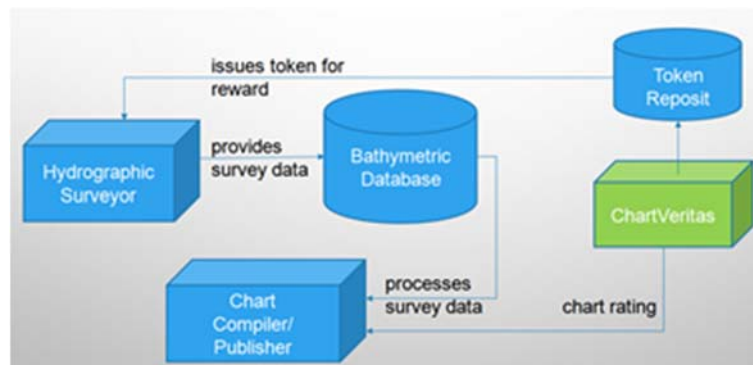 issues token for
reward
Token
Reposit
Hydrographic
Surveyor
provides
survey data
Bathymetric
Database
ChartVeritas
processes
survey data
chart rating
Chart
Compiler/
Publisher